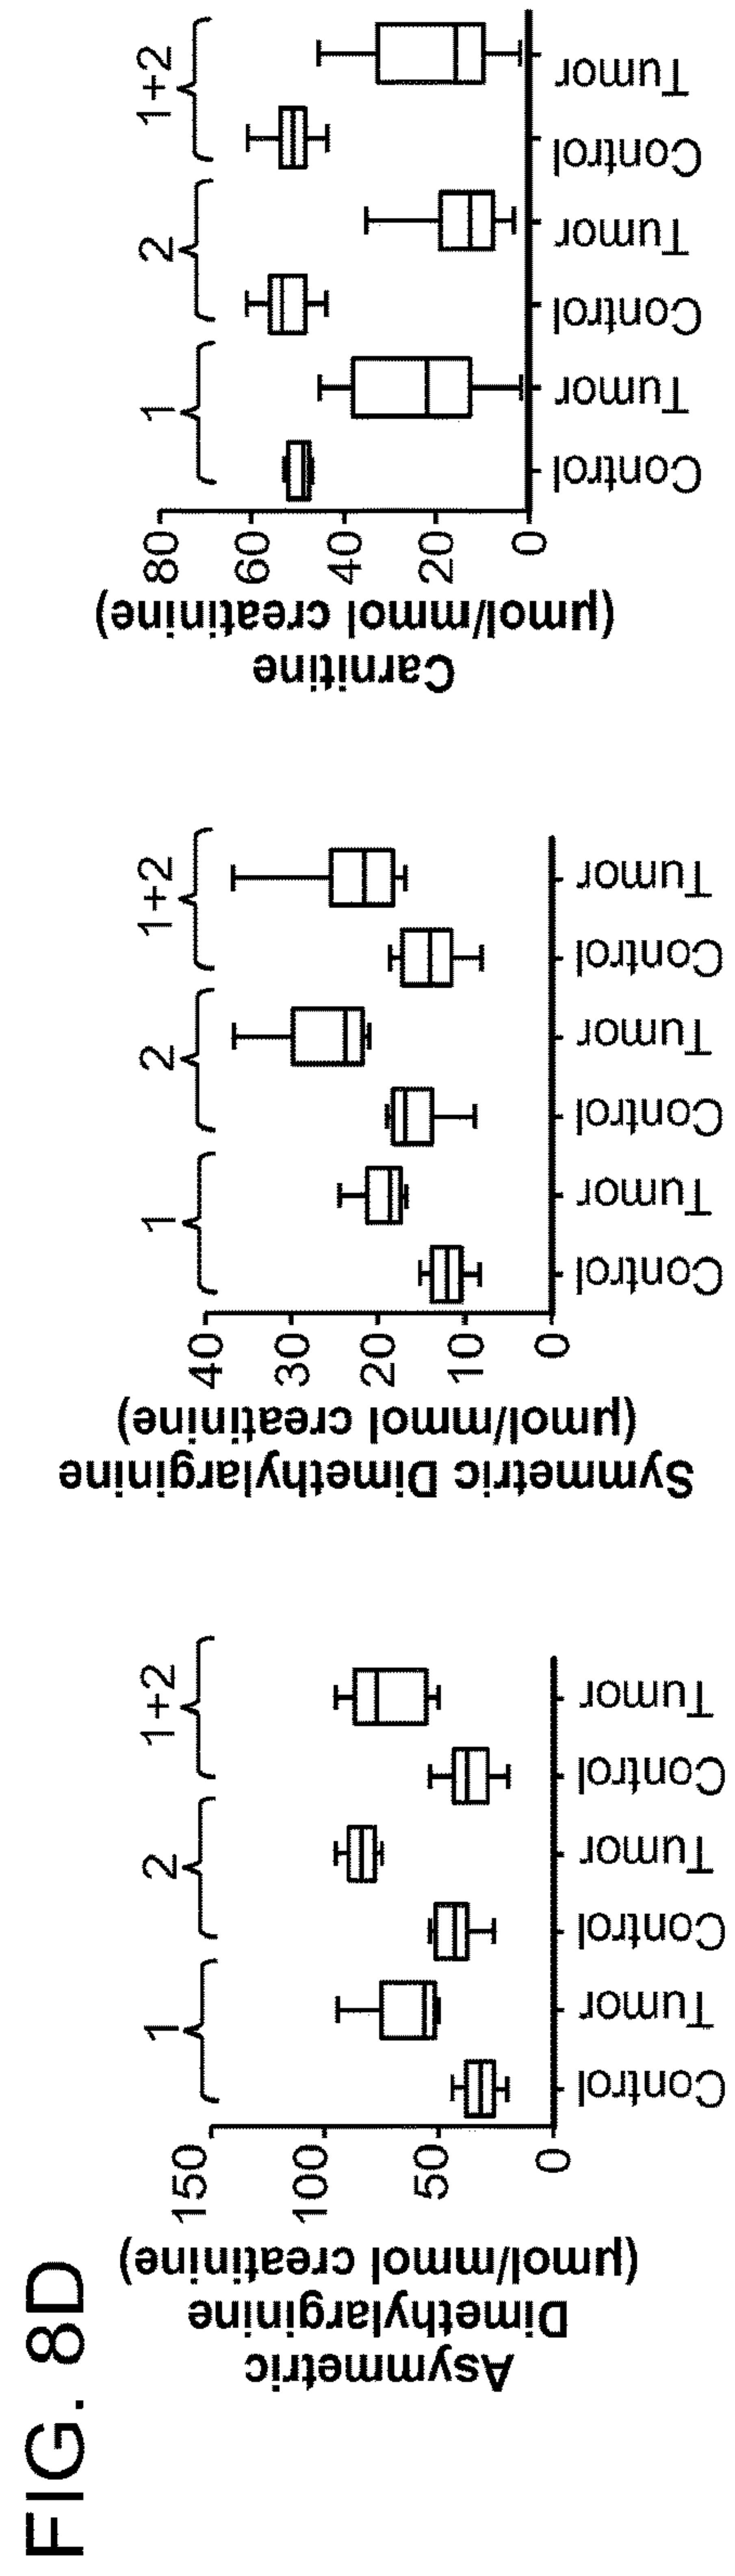 FIG. 8D
Asymmetric
Dimethylarginine
(μmol/mmol creatinine)
150
100
50
0
1
2
1+2
Control
Tumor
Control
Tumor
Control
Tumor
Symmetric Dimethylarginine
(μmol/mmol creatinine)
40
30
20
10
0
1
2
1+2
Control
Tumor
Control
Tumor
Control
Tumor
Carnitine
(μmol/mmol creatinine)
80
60
40
20
0
1
2
1+2
Control
Tumor
Control
Tumor
Control
Tumor